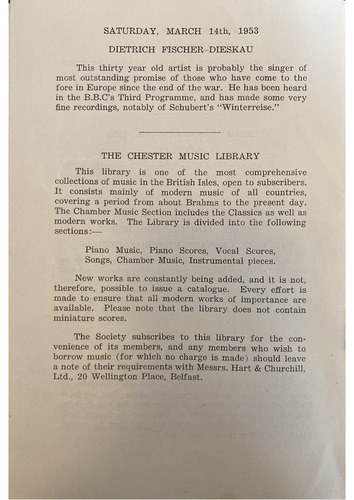 SATURDAY, MARCH 14th, 1953
DIETRICH FISCHER-DIESKAU
This thirty year old artist is probably the singer of
most outstanding promise of those who have come to the
fore in Europe since the end of the war. He has been heard
in the B.B.C's Third Programme, and has made some very
fine recordings, notably of Schubert's "Winterreise."
THE CHESTER MUSIC LIBRARY
This library is one of the most comprehensive
collections of music in the British Isles, open to subscribers.
It consists mainly of modern music of all countries,
covering a period from about Brahms to the present day.
The Chamber Music Section includes the Classics as well as
modern works. The Library is divided into the following
sections:—
Piano Music, Piano Scores, Vocal Scores,
Songs, Chamber Music, Instrumental pieces.
New works are constantly being added, and it is not,
therefore, possible to issue a catalogue. Every effort is
made to ensure that all modern works of importance are
available. Please note that the library does not contain
miniature scores.
The Society subscribes to this library for the con-
venience of its members, and any members who wish to
borrow music (for which no charge is made) should leave
a note of their requirements with Messrs. Hart & Churchill,
Ltd., 20 Wellington Place, Belfast.